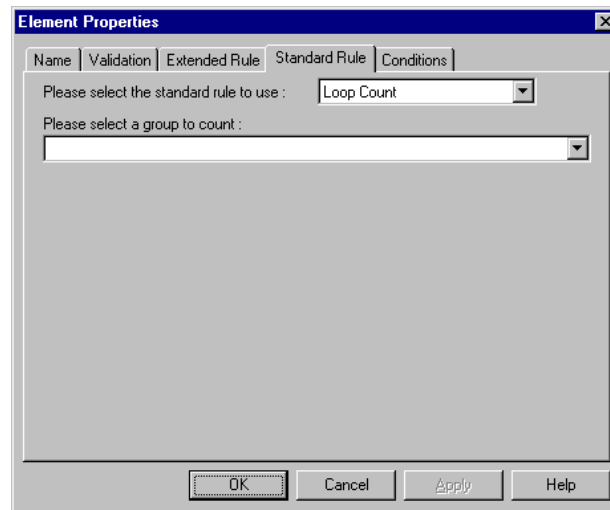 Element Properties
Name Validation Extended Rule Standard Rule Conditions
Please select the standard rule to use : Loop Count
Please select a group to count :
OK Cancel Apply Help